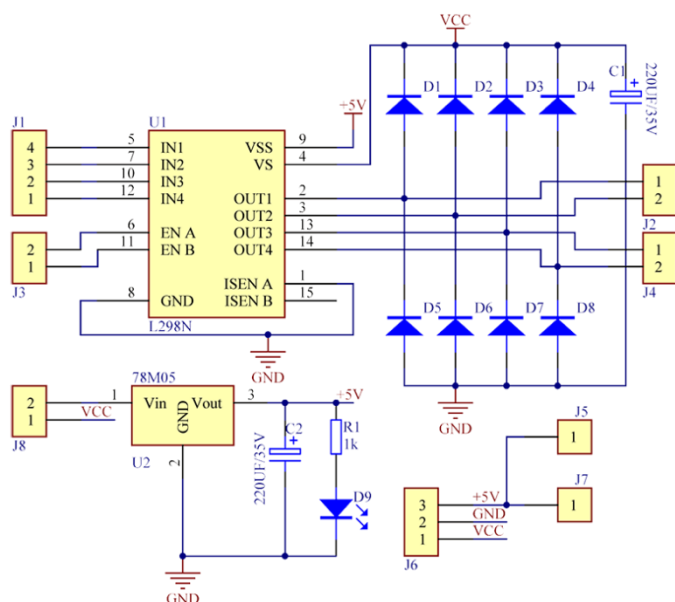 VCC
C1
+
220UF/35V
D1 D2 D3 D4
+5V
J1
U1
4 5 IN1 VSS 9
3 7 IN2 VS 4
2 10 IN3
1 12 IN4 OUT1 2
OUT2 3
6 EN A OUT3 13
11 EN B OUT4 14
2
1
J3
ISEN A 1
8 GND ISEN B 15
L298N
GND
1
2
J2
1
2
J4
D5 D6 D7 D8
GND
78M05
2 1 Vin Vout 3 +5V
1 VCC
J8
GND
U2
2
C2
+
220UF/35V
R1
1k
D9
GND
J5
1
J7
1
3 +5V
2 GND
1 VCC
J6